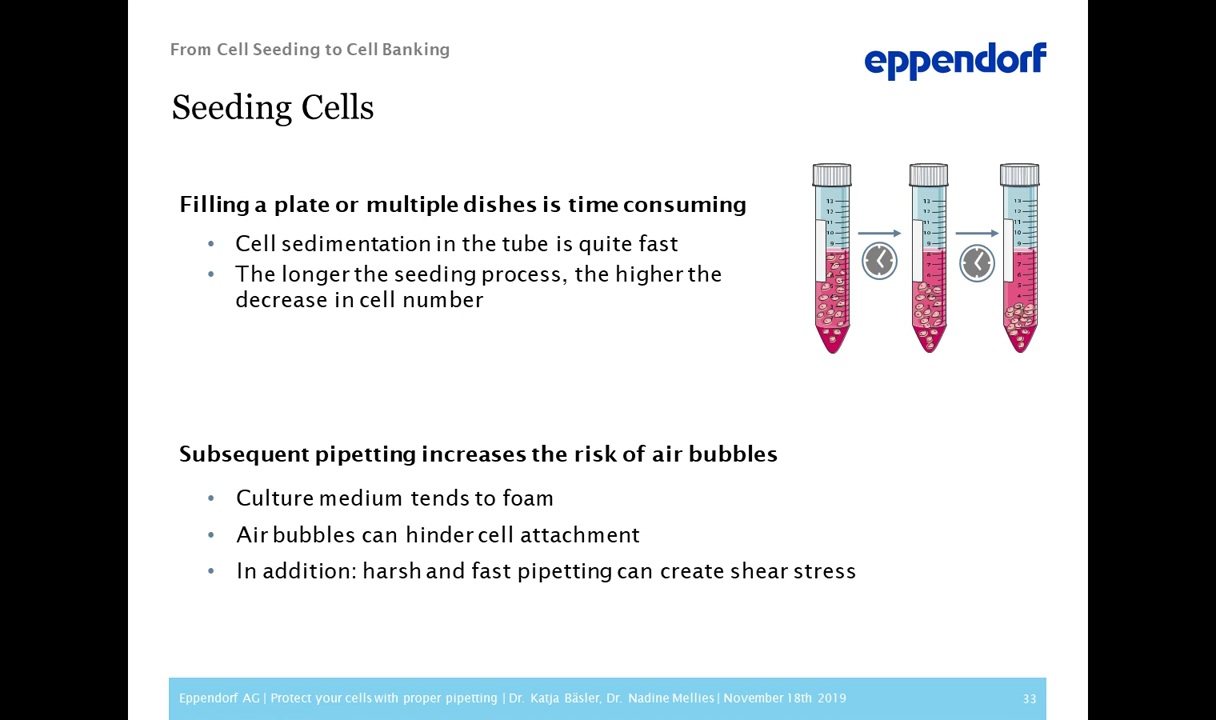 From Cell Seeding to Cell Banking
eppendorf
Seeding Cells
Filling a plate or multiple dishes is time consuming
• Cell sedimentation in the tube is quite fast
• The longer the seeding process, the higher the
decrease in cell number
Subsequent pipetting increases the risk of air bubbles
• Culture medium tends to foam
• Air bubbles can hinder cell attachment
• In addition: harsh and fast pipetting can create shear stress
Eppendorf AG | Protect your cells with proper pipetting | Dr. Katja Bäsler, Dr. Nadine Mellies | November 18th 2019
33